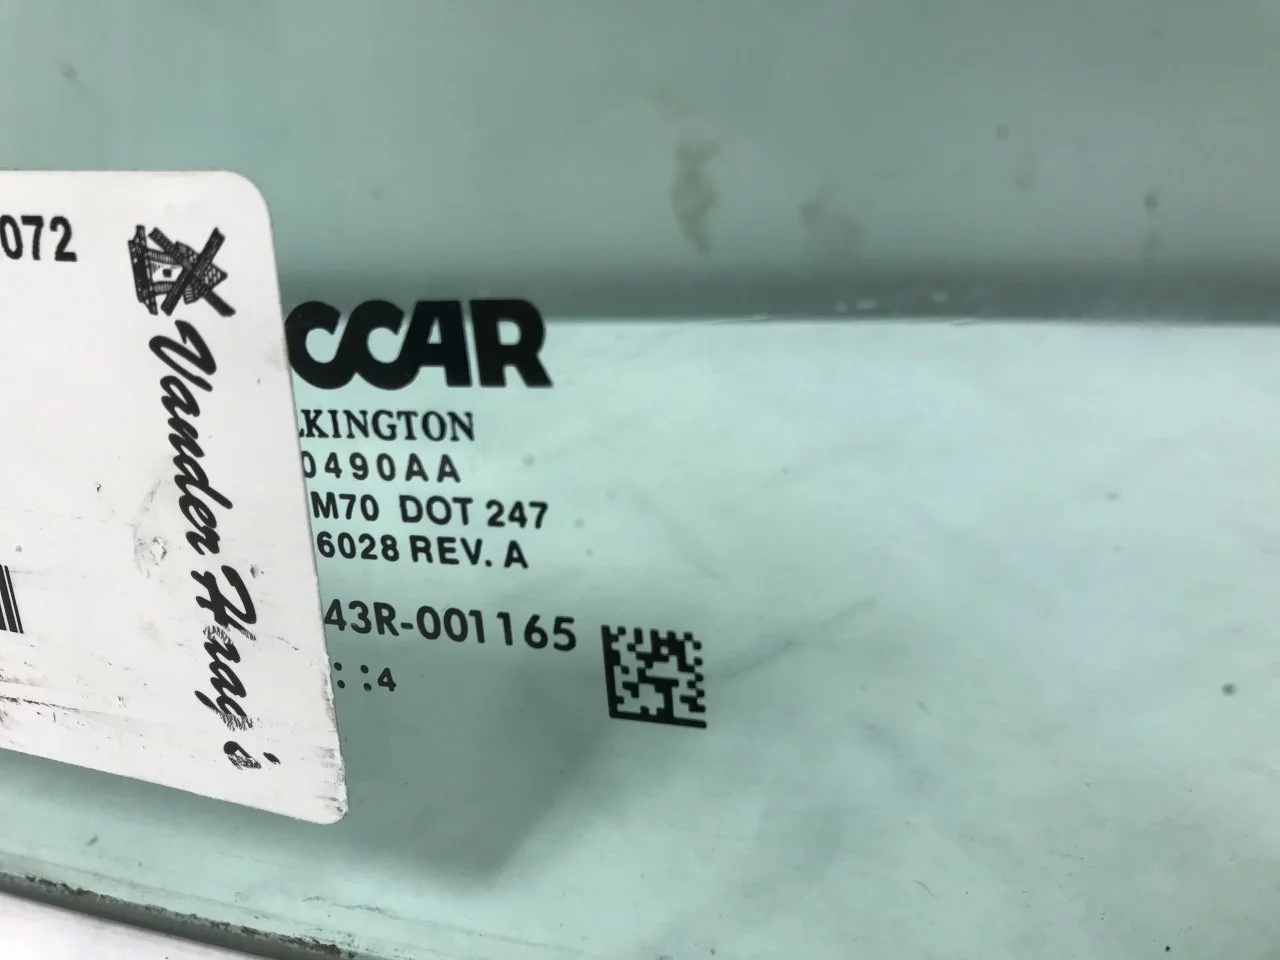 072
Vander Haag's
CCAR
LKINGTON
0490AA
M70 DOT 247
6028 REV. A
43R-001165
: :4